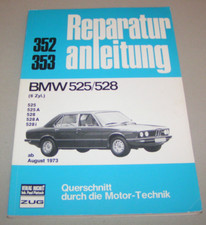 352
353
Reparatur
anleitung
BMW 525/528
(6 Zyl.)
525
525 A
528
528 A
528 i
ab
August 1973
ZUG
Querschnitt
durch die Motor-Technik